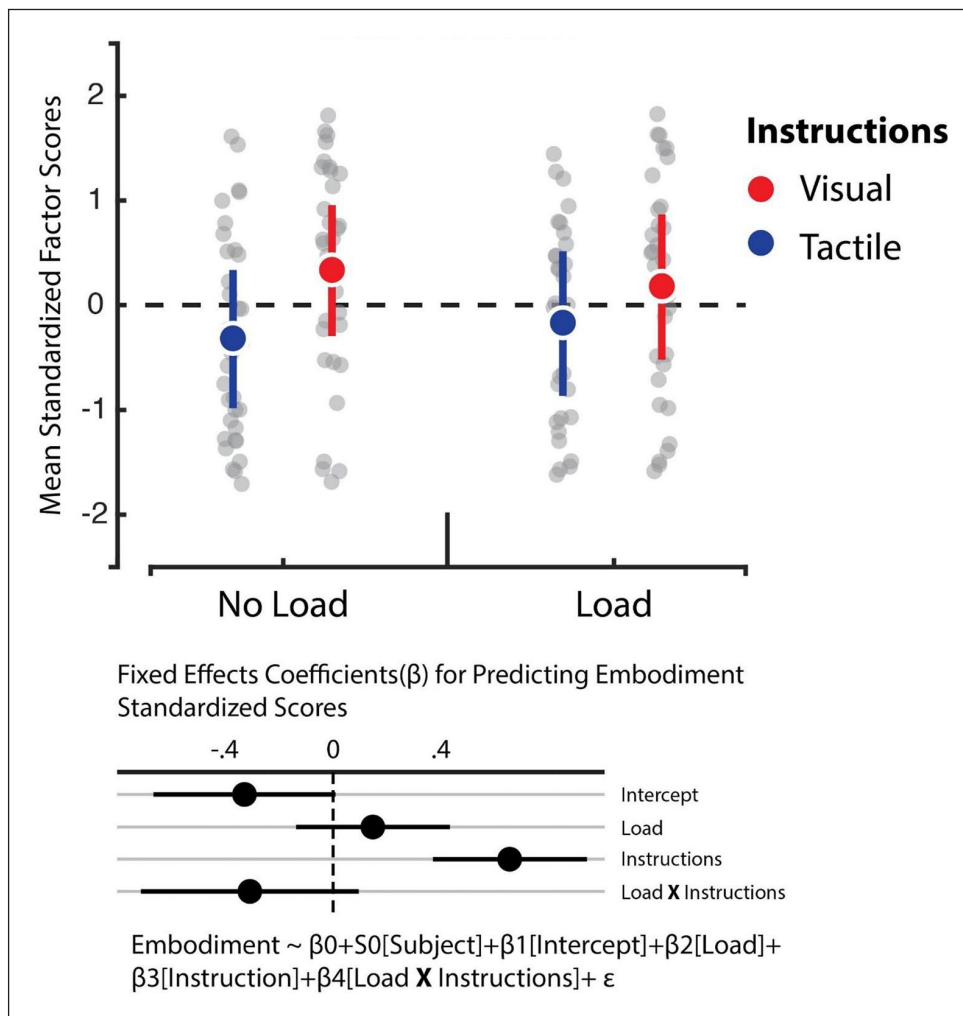 Mean Standardized Factor Scores
2
1
0
-1
-2
No Load
Load
Instructions
Visual
Tactile
Fixed Effects Coefficients(β) for Predicting Embodiment
Standardized Scores
-.4 0 .4
Intercept
Load
Instructions
Load X Instructions
Embodiment ~ β0+S0[Subject]+β1[Intercept]+β2[Load]+
β3[Instruction]+β4[Load X Instructions]+ ε